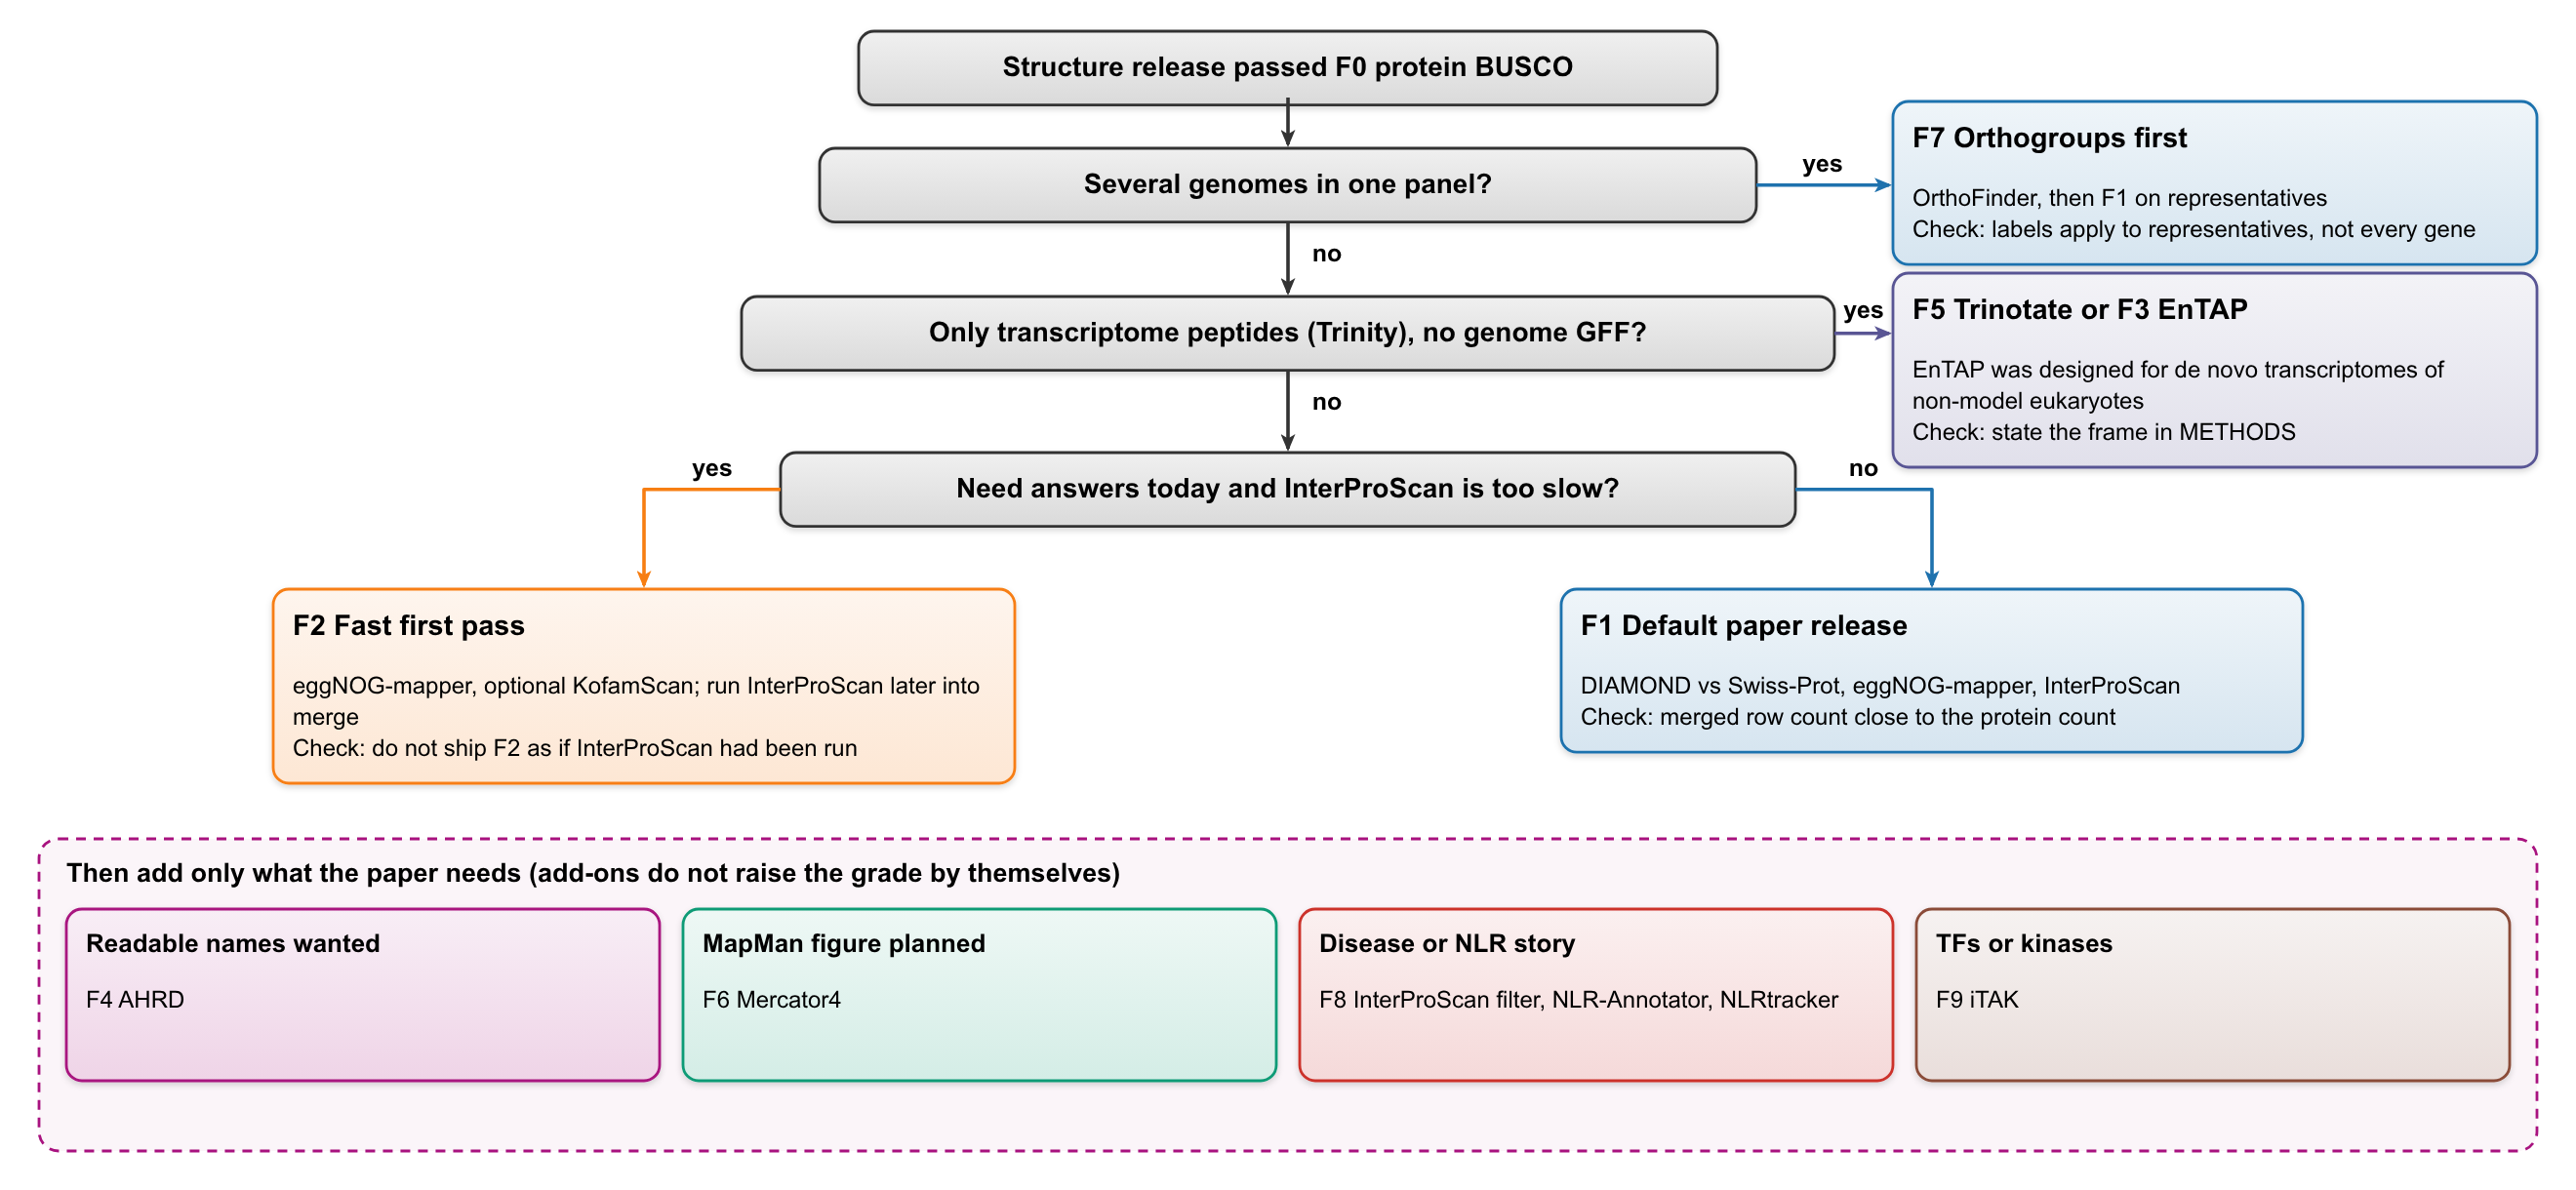 Structure release passed F0 protein BUSCO
Several genomes in one panel?
yes
F7 Orthogroups first
OrthoFinder, then F1 on representatives
Check: labels apply to representatives, not every gene
no
Only transcriptome peptides (Trinity), no genome GFF?
yes
F5 Trinotate or F3 EnTAP
EnTAP was designed for de novo transcriptomes of
non-model eukaryotes
Check: state the frame in METHODS
no
Need answers today and InterProScan is too slow?
yes
no
F2 Fast first pass
eggNOG-mapper, optional KofamScan; run InterProScan later into
merge
Check: do not ship F2 as if InterProScan had been run
F1 Default paper release
DIAMOND vs Swiss-Prot, eggNOG-mapper, InterProScan
Check: merged row count close to the protein count
Then add only what the paper needs (add-ons do not raise the grade by themselves)
Readable names wanted
F4 AHRD
MapMan figure planned
F6 Mercator4
Disease or NLR story
F8 InterProScan filter, NLR-Annotator, NLRtracker
TFs or kinases
F9 iTAK